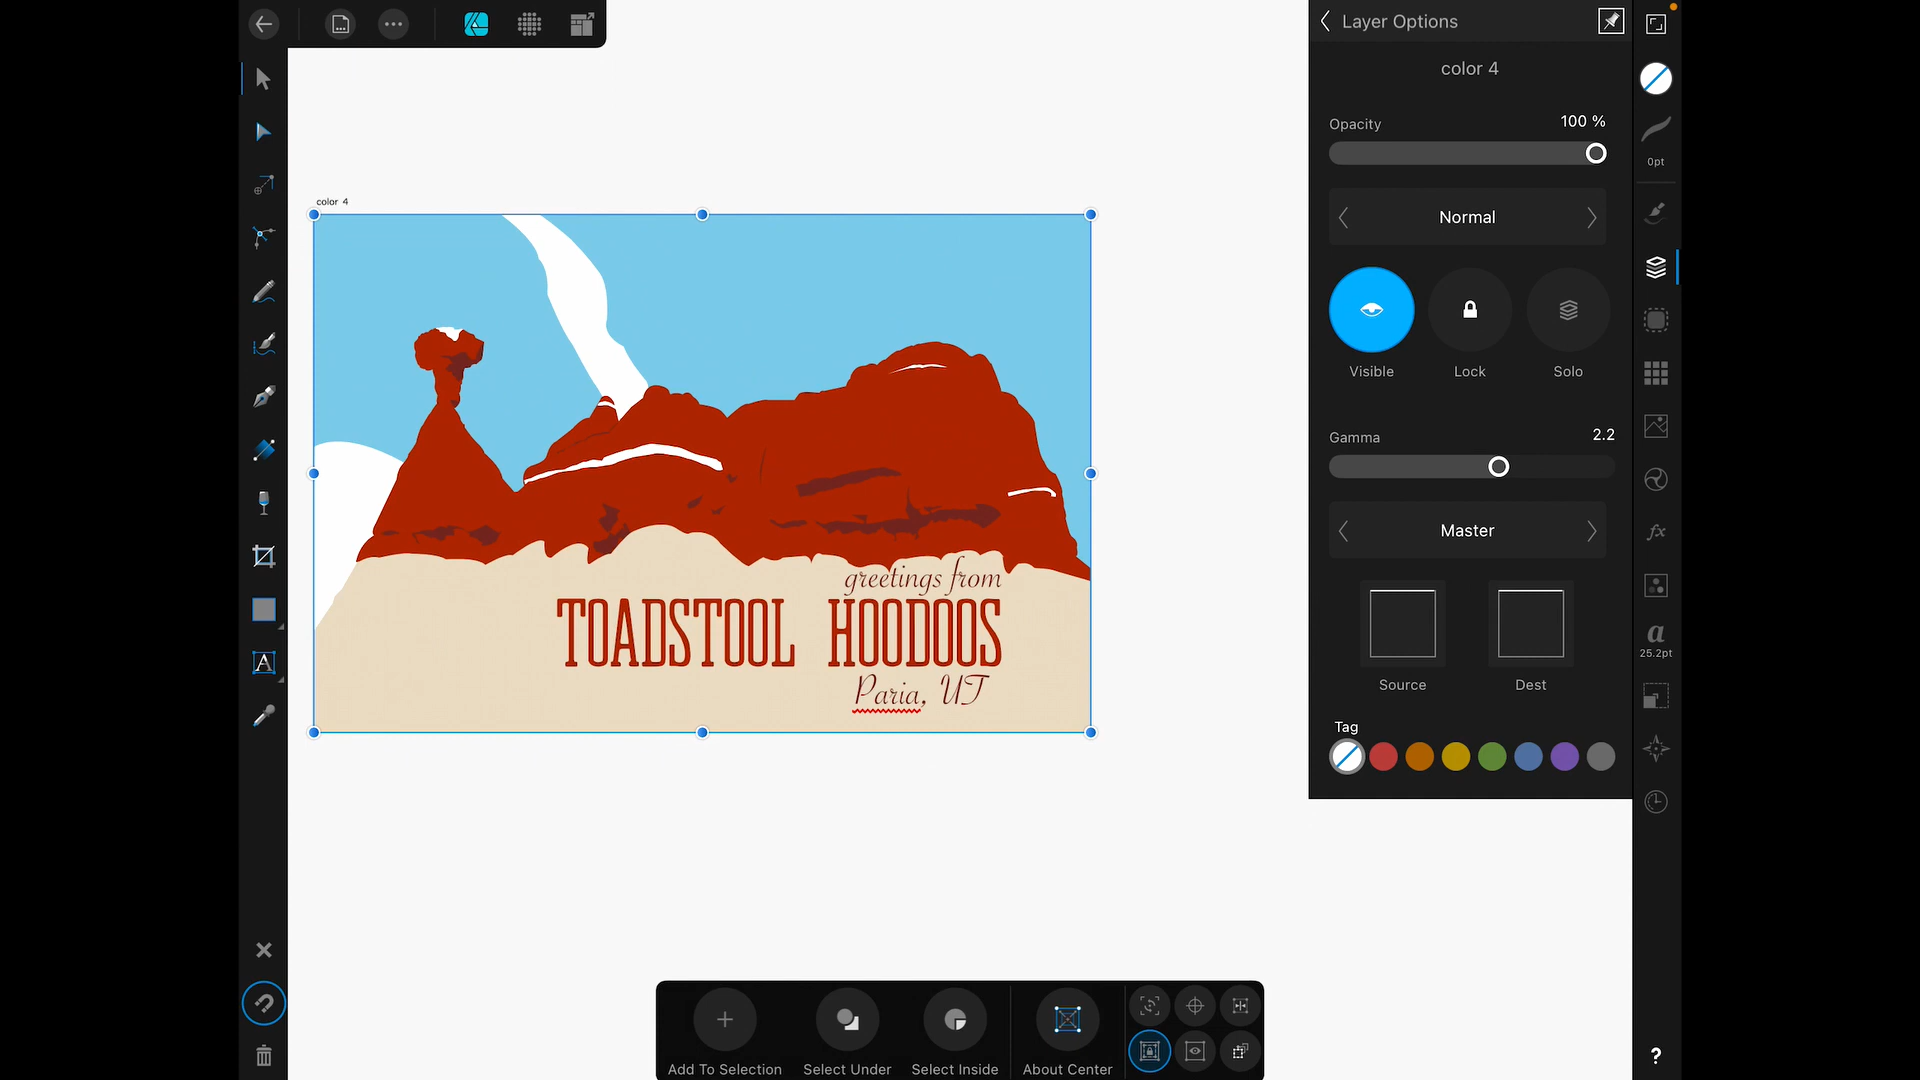 Layer Options
color 4
Opacity
100 %
Normal
Visible
Lock
Solo
Gamma
2.2
Master
Source
Dest
Tag
0pt
a
25.2pt
fx
?
color 4
greetings from
TOADSTOOL HOODOOS
Paria, UT
A
Add To Selection
Select Under
Select Inside
About Center